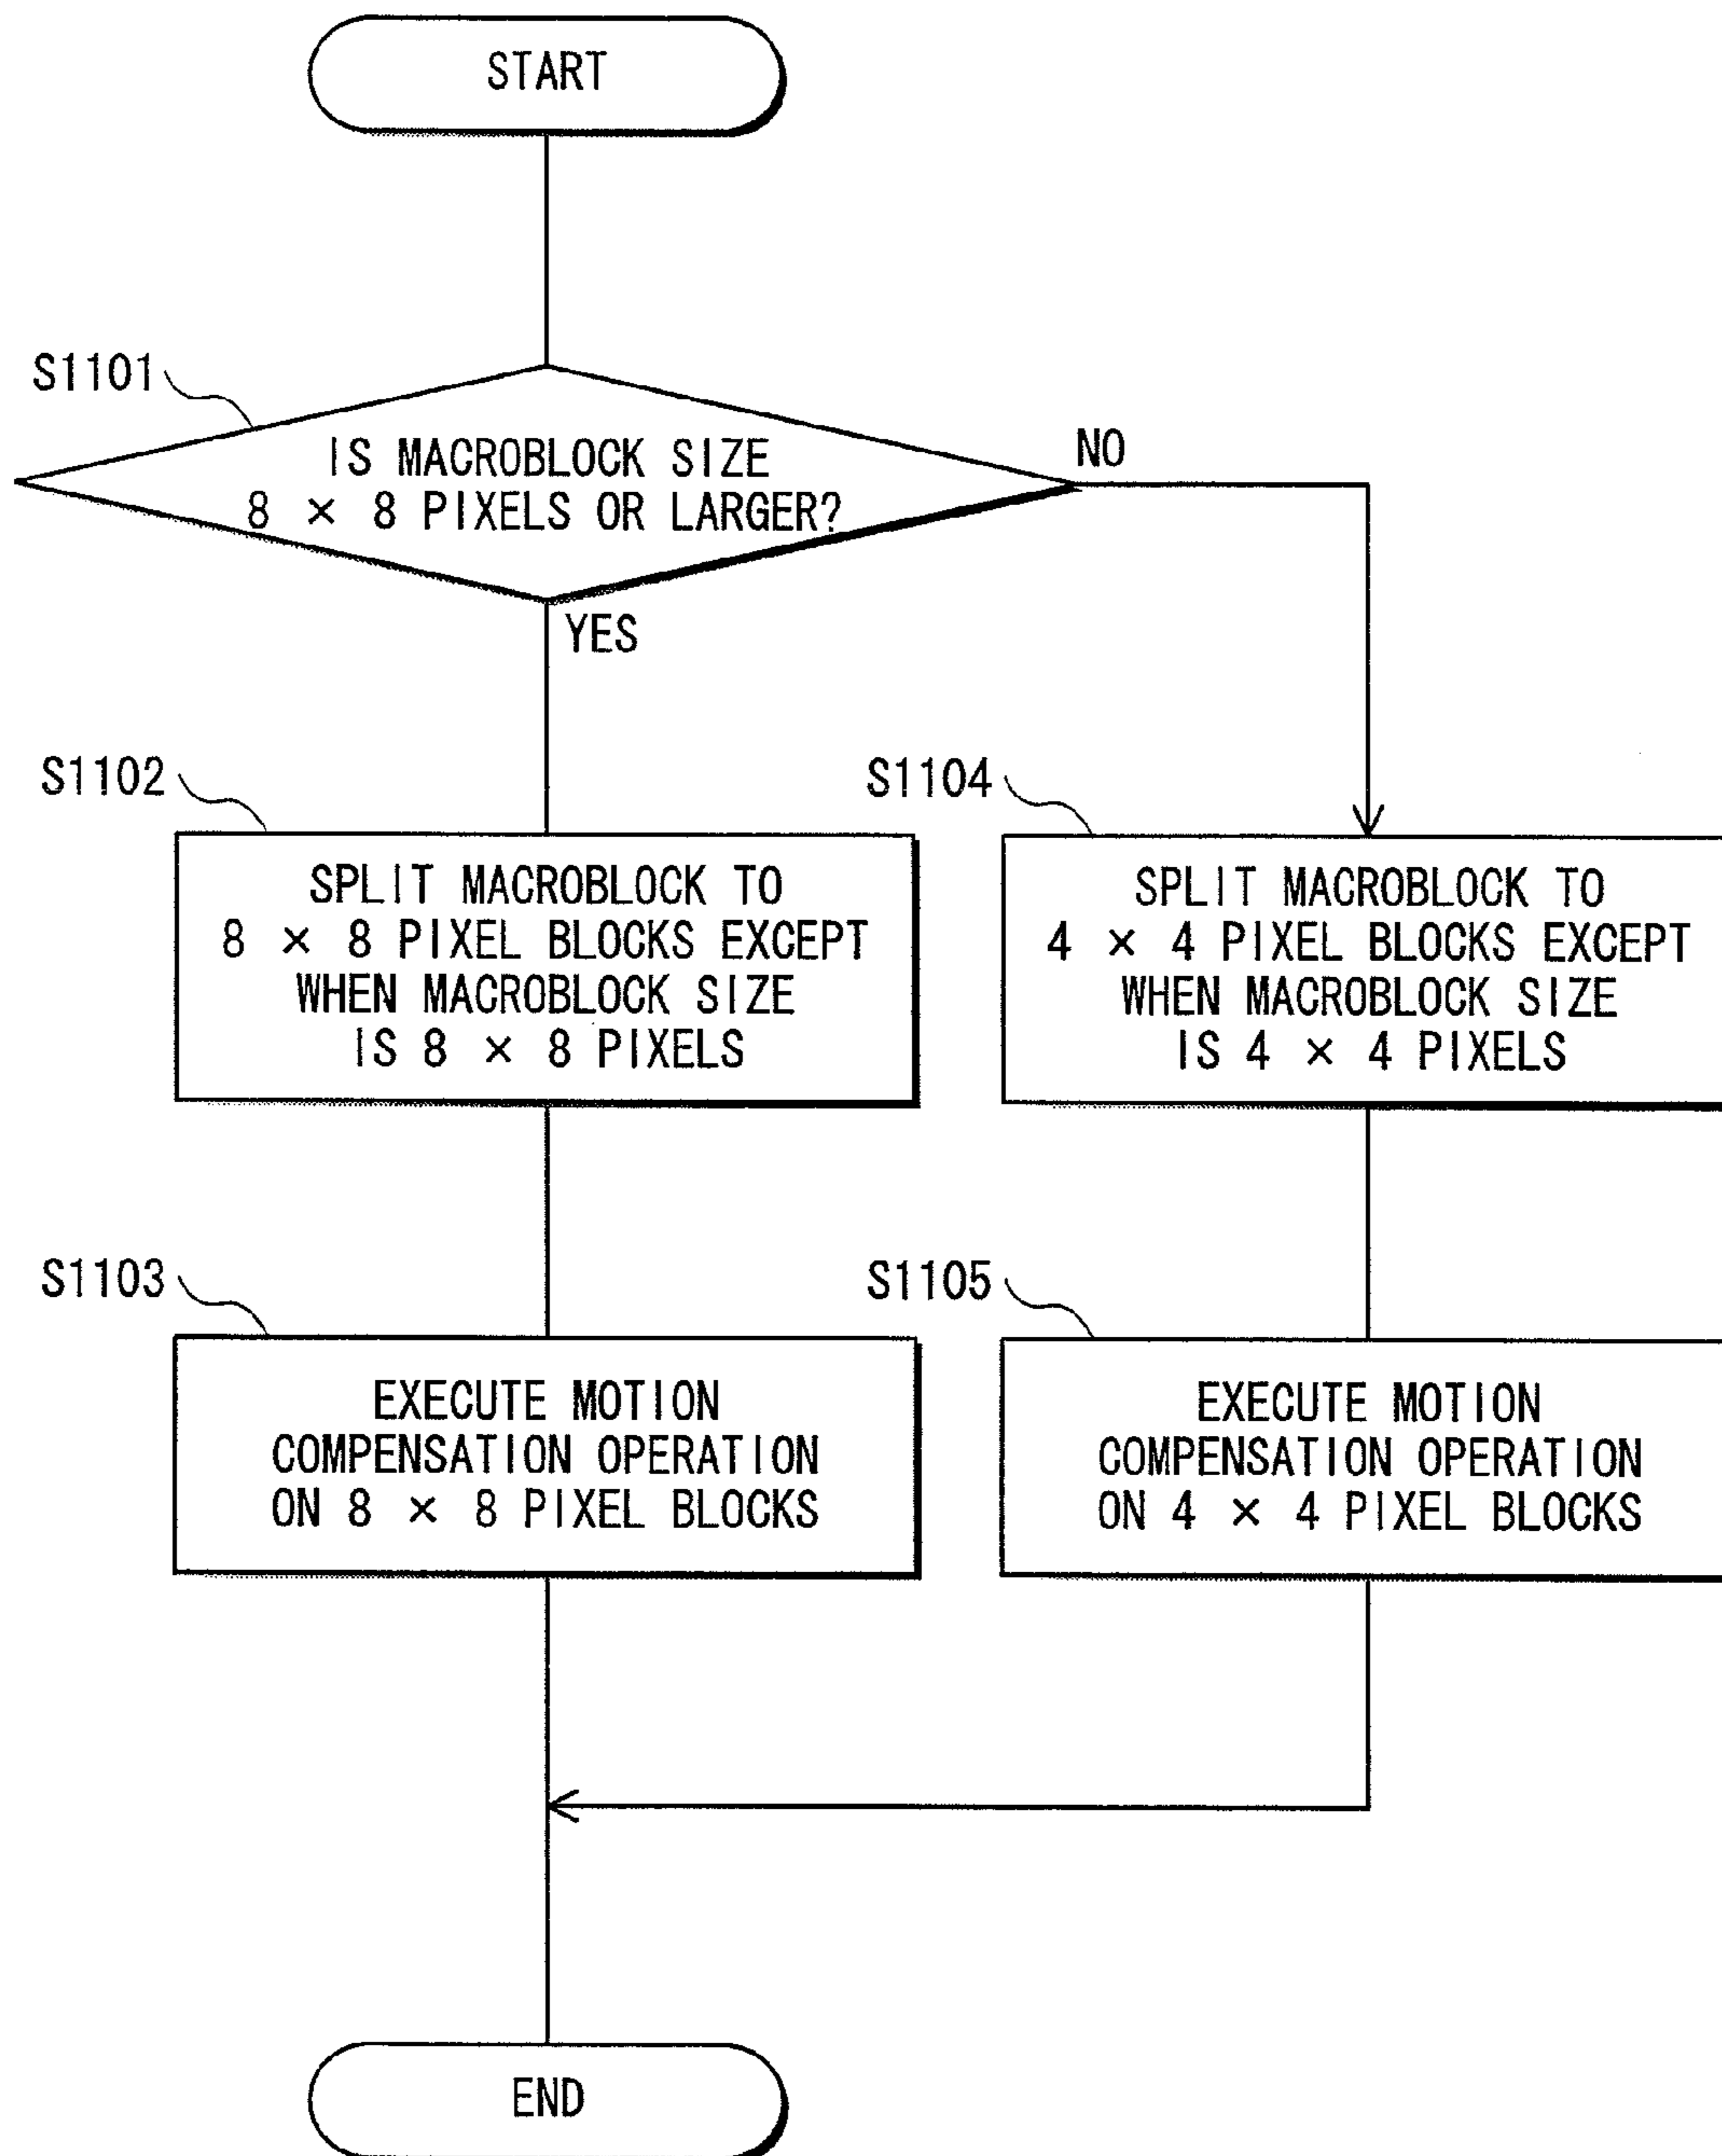 START
S1101
IS MACROBLOCK SIZE
8 × 8 PIXELS OR LARGER?
NO
YES
S1102
SPLIT MACROBLOCK TO
8 × 8 PIXEL BLOCKS EXCEPT
WHEN MACROBLOCK SIZE
IS 8 × 8 PIXELS
S1104
SPLIT MACROBLOCK TO
4 × 4 PIXEL BLOCKS EXCEPT
WHEN MACROBLOCK SIZE
IS 4 × 4 PIXELS
S1103
EXECUTE MOTION
COMPENSATION OPERATION
ON 8 × 8 PIXEL BLOCKS
S1105
EXECUTE MOTION
COMPENSATION OPERATION
ON 4 × 4 PIXEL BLOCKS
END